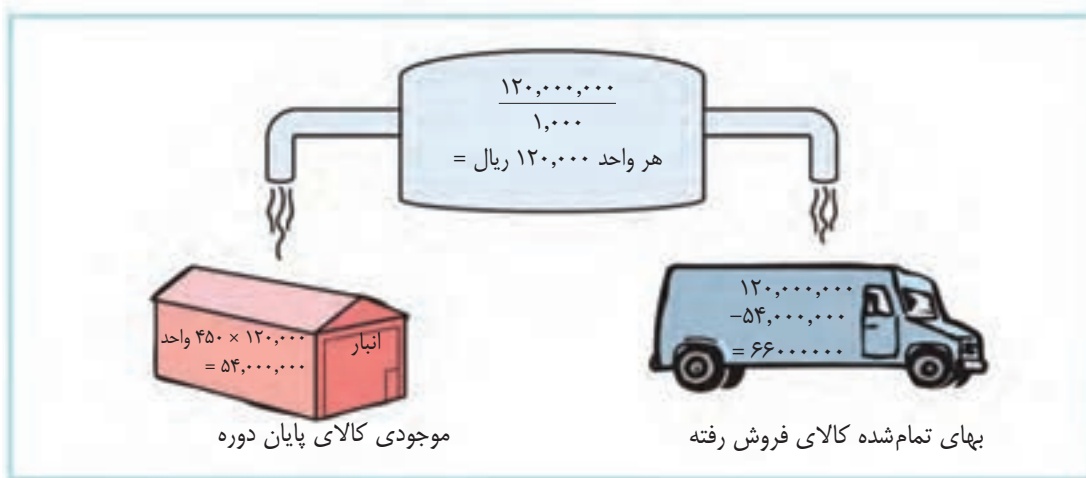 ۱۲۰,۰۰۰,۰۰۰
۱,۰۰۰
هر واحد ۱۲۰,۰۰۰ ریال =
۱۲۰,۰۰۰,۰۰۰
−۵۴,۰۰۰,۰۰۰
= ۶۶۰۰۰۰۰۰
بهای تمام‌شده کالای فروش رفته
انبار
۴۵۰ × ۱۲۰,۰۰۰ واحد
= ۵۴,۰۰۰,۰۰۰
موجودی کالای پایان دوره